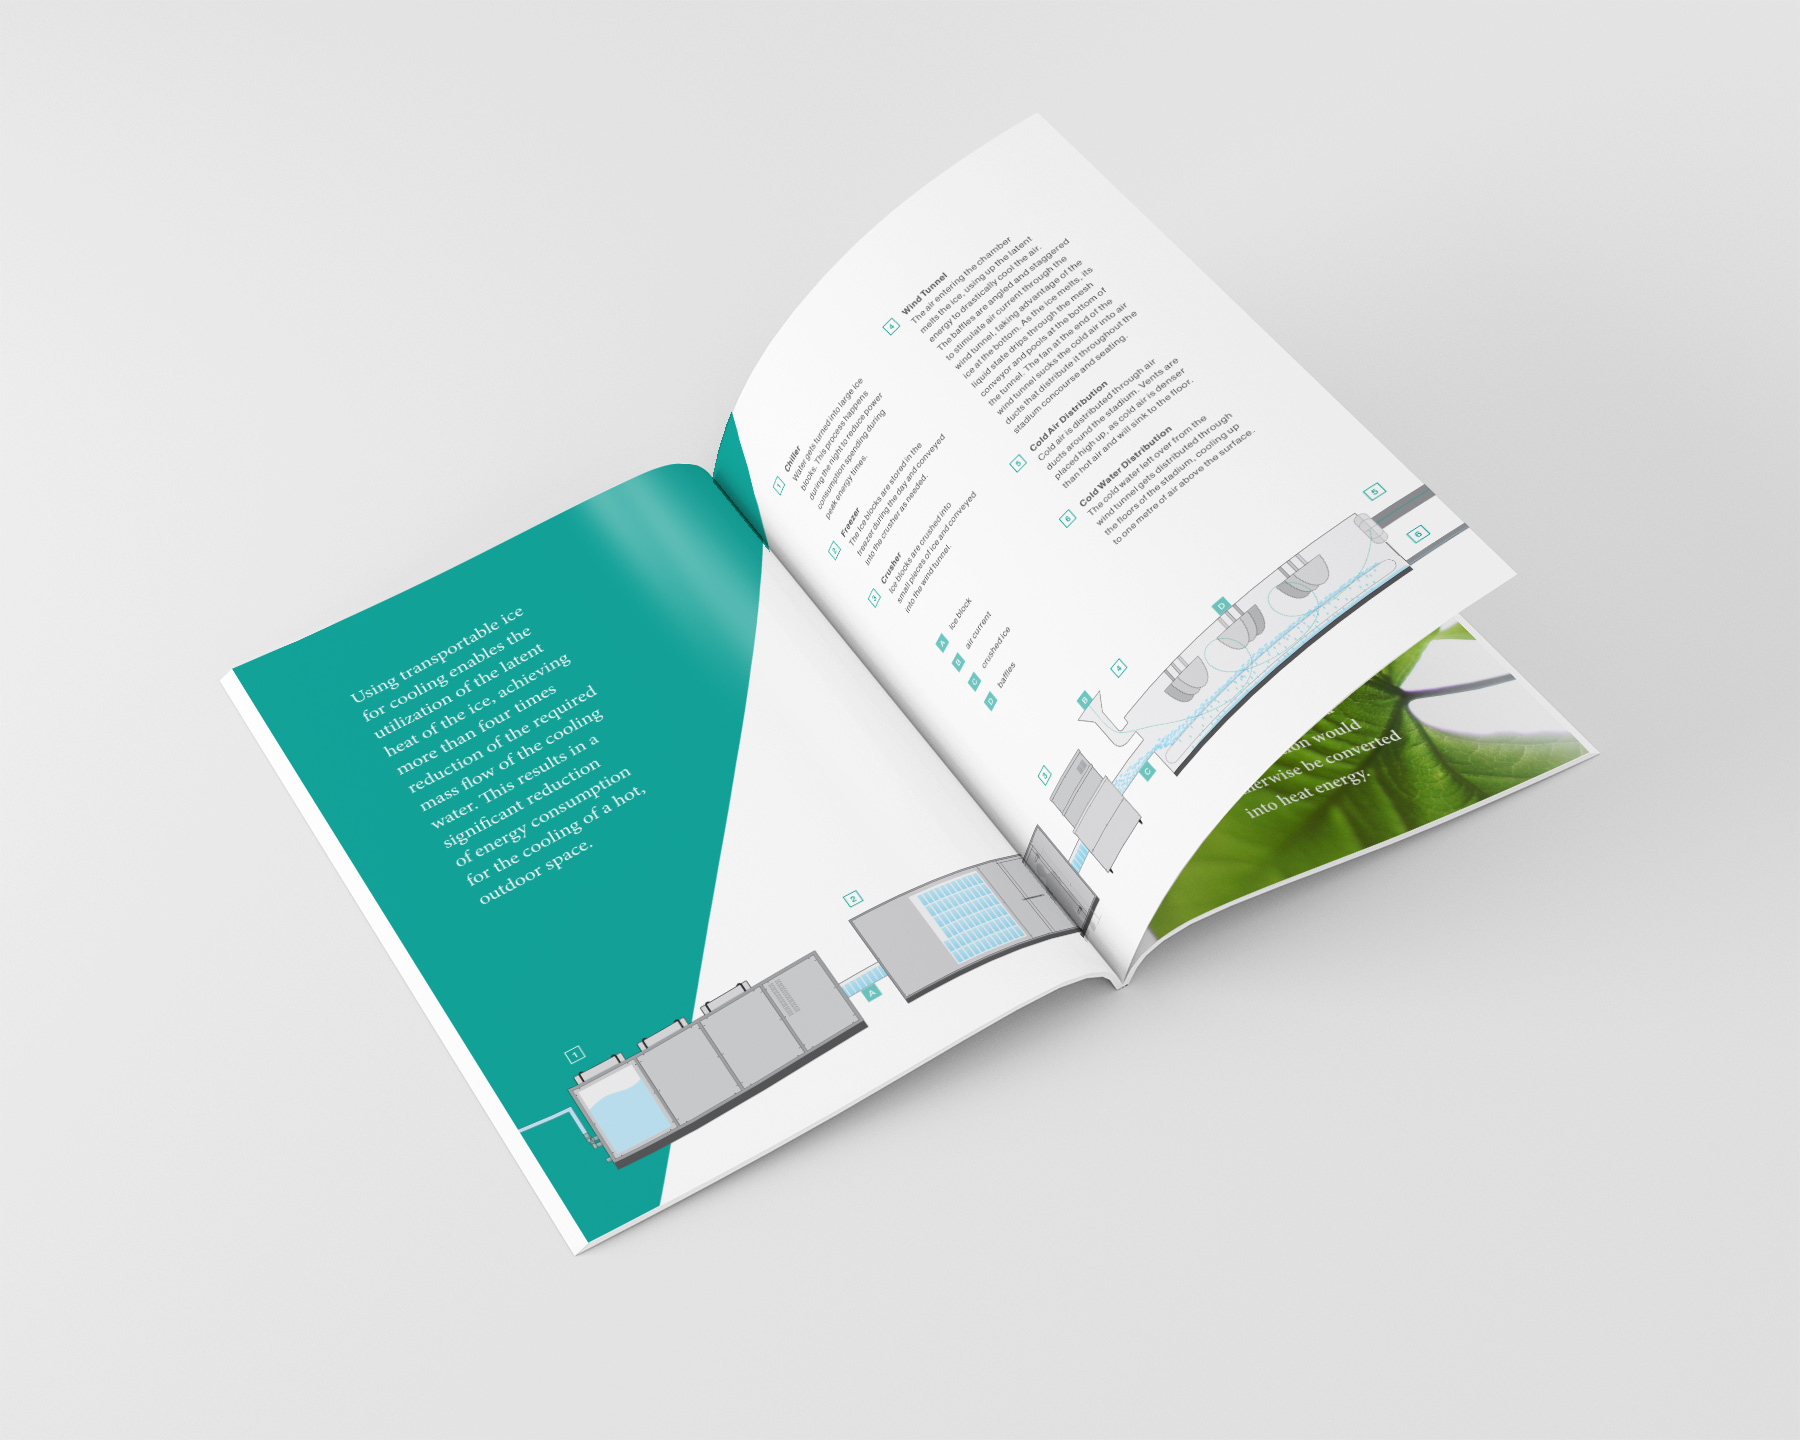 Using transportable ice
for cooling enables the
utilization of the latent
heat of the ice, achieving
more than four times
reduction of the required
mass flow of the cooling
water. This results in a
significant reduction
of energy consumption
for the cooling of a hot,
outdoor space.
1
2
A
1
Chiller
Water gets turned into large ice
blocks. This process happens
during the night to reduce power
consumption spending during
peak energy times.
2
Freezer
The Ice blocks are stored in the
freezer during the day and conveyed
into the crusher as needed.
3
Crusher
Ice blocks are crushed into
small pieces of ice and conveyed
into the wind tunnel.
A ice block
B air current
C crushed ice
D baffles
4
Wind Tunnel
The air entering the chamber
melts the ice, using up the latent
energy to drastically cool the air.
The baffles are angled and staggered
to stimulate air current through the
wind tunnel, taking advantage of the
ice at the bottom. As the ice melts, its
liquid state drips through the mesh
conveyor and pools at the bottom of
the tunnel. The fan at the end of the
wind tunnel sucks the cold air into air
ducts that distribute it throughout the
stadium concourse and seating.
5
Cold Air Distribution
Cold air is distributed through air
ducts around the stadium. Vents are
placed high up, as cold air is denser
than hot air and will sink to the floor.
6
Cold Water Distribution
The cold water left over from the
wind tunnel gets distributed through
the floors of the stadium, cooling up
to one metre of air above the surface.
5
6
D
4
B
3
C
would
be converted
into heat energy.